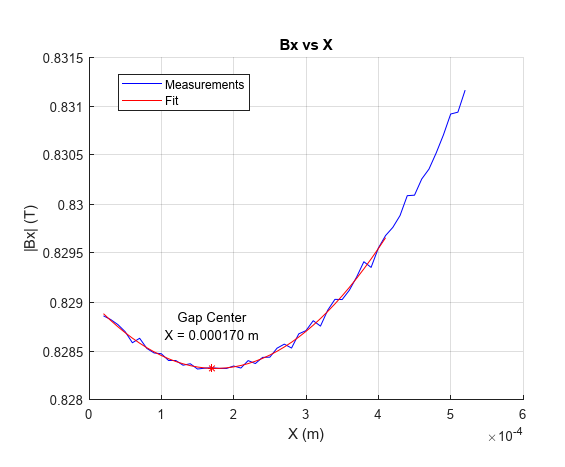 Bx vs X
0.8315
0.831
0.8305
0.83
0.8295
0.829
0.8285
0.828
|Bx| (T)
Measurements
Fit
Gap Center
X = 0.000170 m
0 1 2 3 4 5 6
X (m)
×10-4